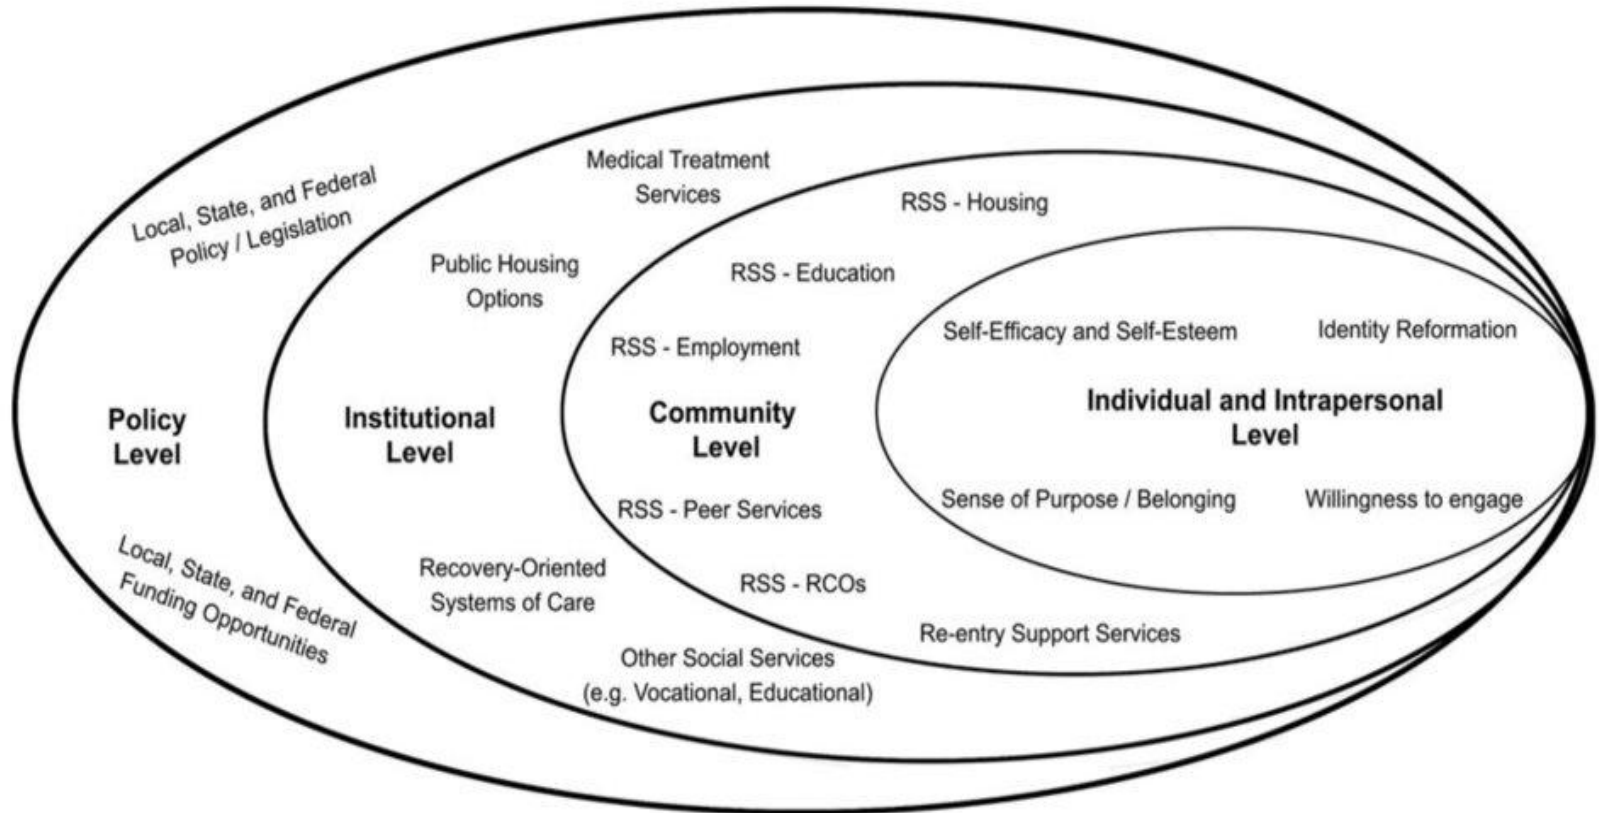 Local, State, and Federal
Policy / Legislation
Policy
Level
Local, State, and Federal
Funding Opportunities
Medical Treatment
Services
Public Housing
Options
Institutional
Level
Recovery-Oriented
Systems of Care
Other Social Services
(e.g. Vocational, Educational)
RSS - Housing
RSS - Education
RSS - Employment
Community
Level
RSS - Peer Services
RSS - RCOs
Re-entry Support Services
Self-Efficacy and Self-Esteem
Identity Reformation
Individual and Intrapersonal
Level
Sense of Purpose / Belonging
Willingness to engage